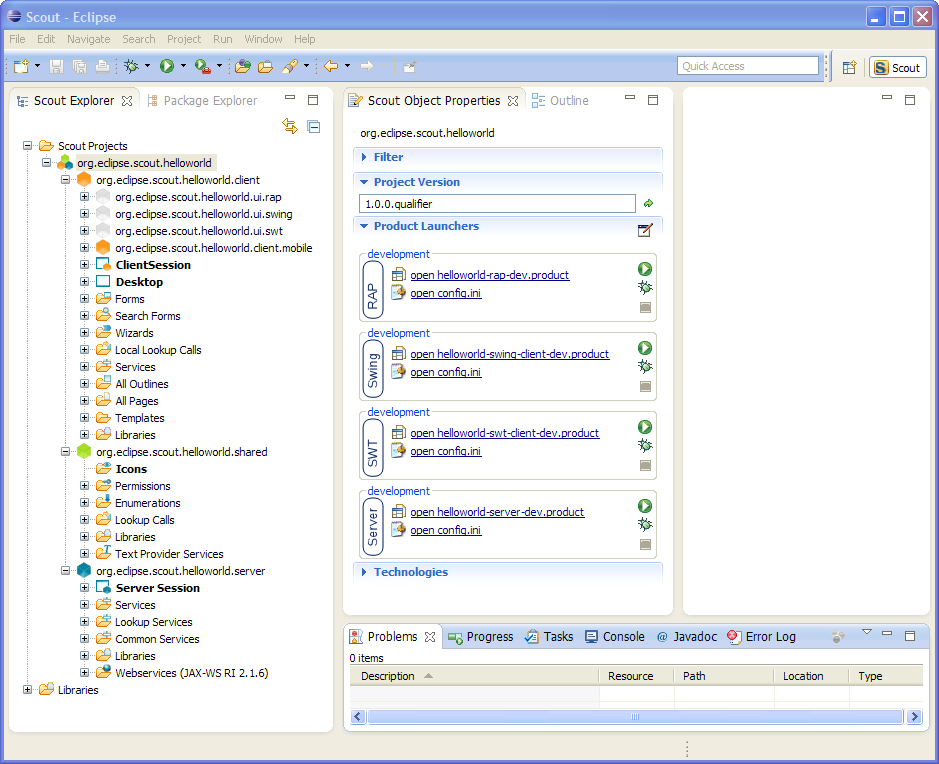 Scout - Eclipse
File Edit Navigate Search Project Run Window Help
Quick Access
Scout
Scout Explorer
Package Explorer
Scout Projects
org.eclipse.scout.helloworld
org.eclipse.scout.helloworld.client
org.eclipse.scout.helloworld.ui.rap
org.eclipse.scout.helloworld.ui.swing
org.eclipse.scout.helloworld.ui.swt
org.eclipse.scout.helloworld.client.mobile
ClientSession
Desktop
Forms
Search Forms
Wizards
Local Lookup Calls
Services
All Outlines
All Pages
Templates
Libraries
org.eclipse.scout.helloworld.shared
Icons
Permissions
Enumerations
Lookup Calls
Libraries
Text Provider Services
org.eclipse.scout.helloworld.server
Server Session
Services
Lookup Services
Common Services
Libraries
Webservices (JAX-WS RI 2.1.6)
Libraries
Scout Object Properties
Outline
org.eclipse.scout.helloworld
Filter
Project Version
1.0.0.qualifier
Product Launchers
development
RAP
open helloworld-rap-dev.product
open config.ini
development
Swing
open helloworld-swing-client-dev.product
open config.ini
development
SWT
open helloworld-swt-client-dev.product
open config.ini
development
Server
open helloworld-server-dev.product
open config.ini
Technologies
Problems
Progress
Tasks
Console
@ Javadoc
Error Log
0 items
Description Resource Path Location Type